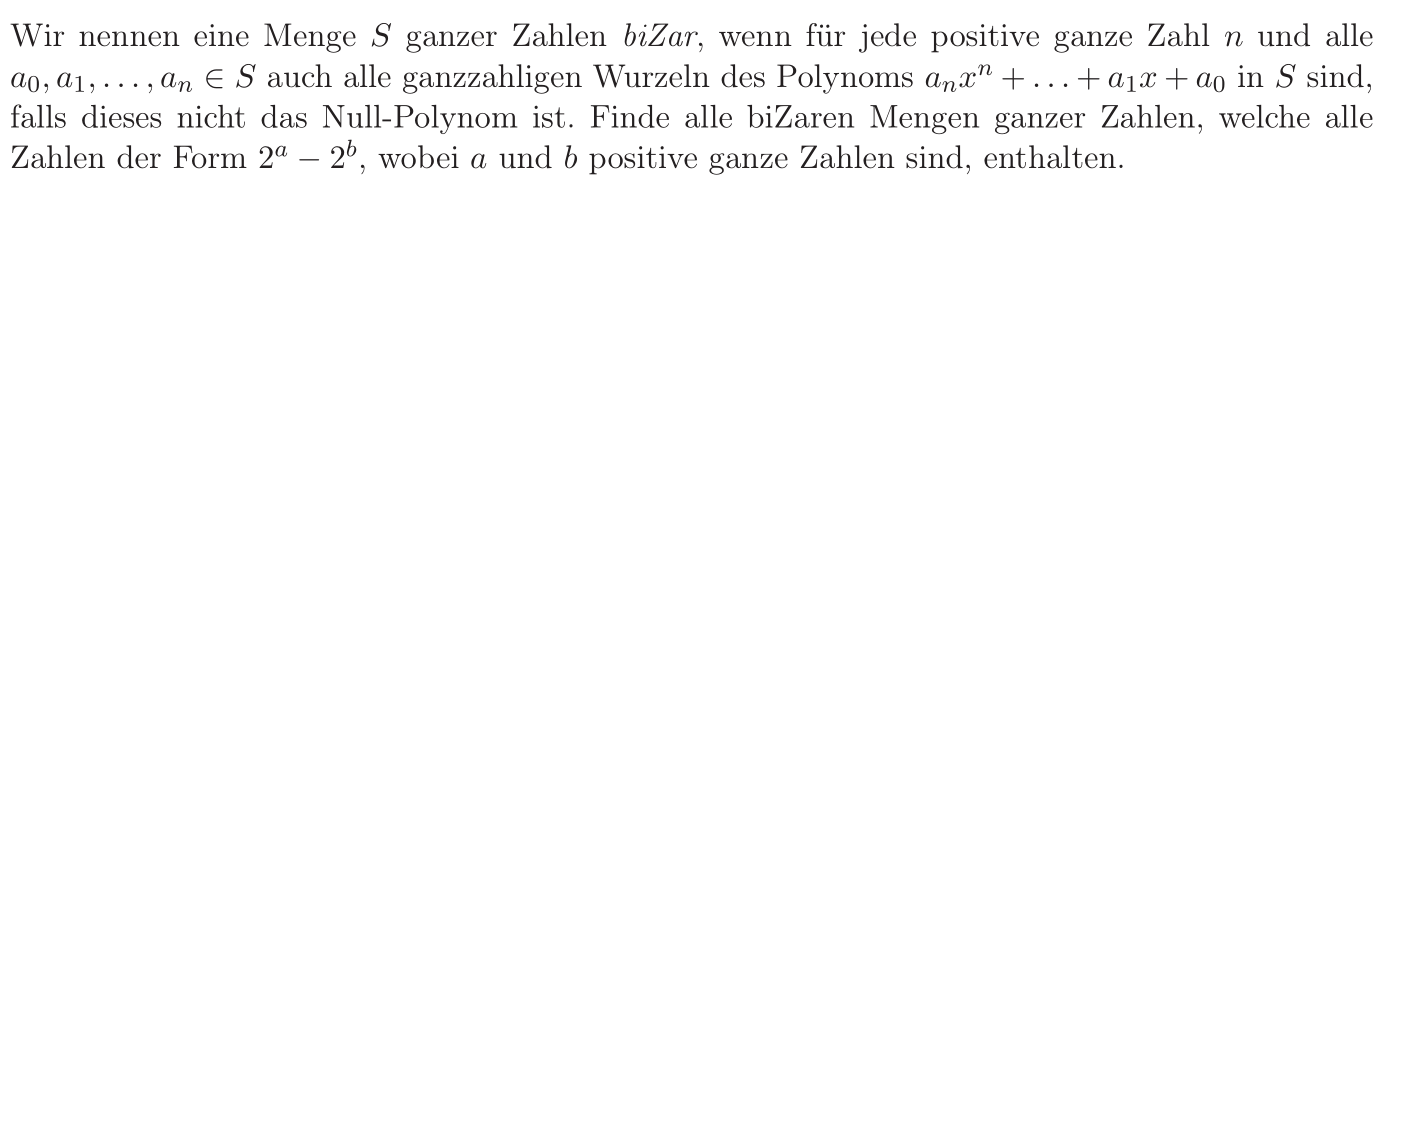 Wir nennen eine Menge $S$ ganzer Zahlen biZar, wenn für jede positive ganze Zahl $n$ und alle
$a_0, a_1, \ldots, a_n \in S$ auch alle ganzzahligen Wurzeln des Polynoms $a_n x^n + \ldots + a_1 x + a_0$ in $S$ sind,
falls dieses nicht das Null-Polynom ist. Finde alle biZaren Mengen ganzer Zahlen, welche alle
Zahlen der Form $2^a - 2^b$, wobei $a$ und $b$ positive ganze Zahlen sind, enthalten.